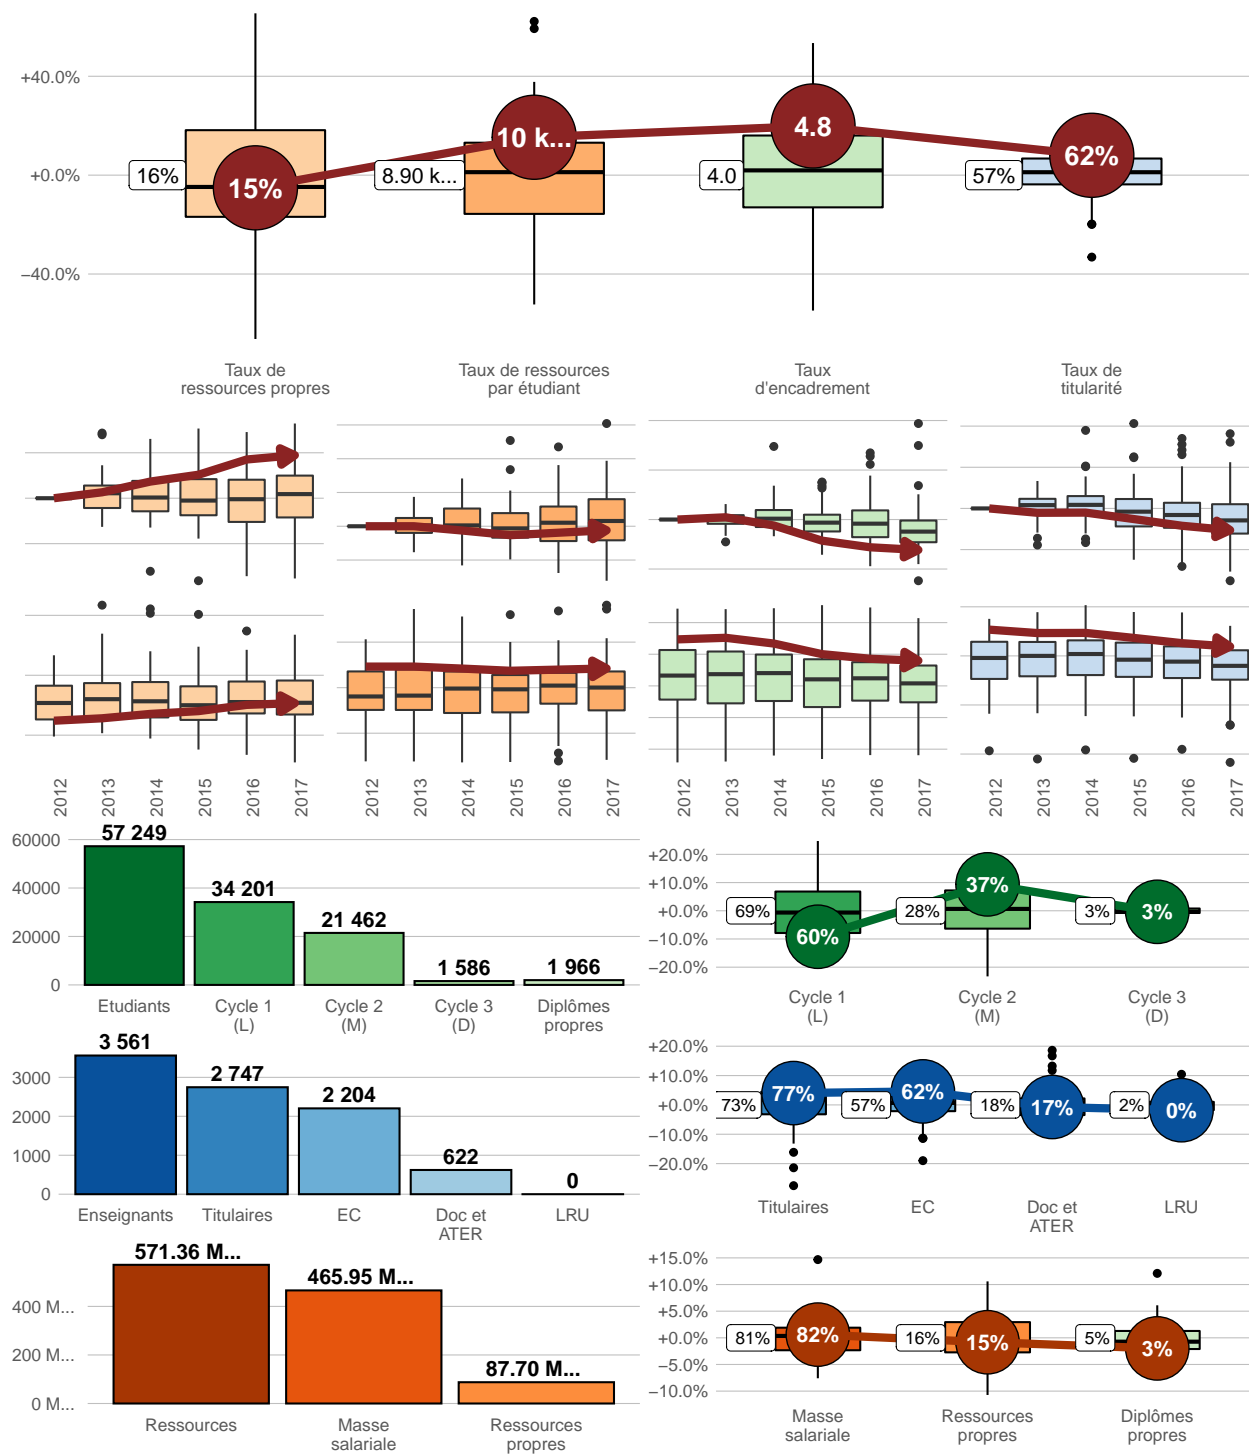 +40.0%
+0.0%
−40.0%
16%
15%
8.90 k...
10 k...
4.0
4.8
57%
62%
Taux de
ressources propres
Taux de ressources
par étudiant
Taux
d'encadrement
Taux de
titularité
2012
2013
2014
2015
2016
2017
2012
2013
2014
2015
2016
2017
2012
2013
2014
2015
2016
2017
2012
2013
2014
2015
2016
2017
60000
40000
20000
0
57 249
34 201
21 462
1 586
1 966
Etudiants
Cycle 1
(L)
Cycle 2
(M)
Cycle 3
(D)
Diplômes
propres
+20.0%
+10.0%
+0.0%
−10.0%
−20.0%
69%
60%
28%
37%
3%
3%
Cycle 1
(L)
Cycle 2
(M)
Cycle 3
(D)
3000
2000
1000
0
3 561
2 747
2 204
622
0
Enseignants
Titulaires
EC
Doc et
ATER
LRU
+20.0%
+10.0%
+0.0%
−10.0%
−20.0%
73%
77%
57%
62%
18%
17%
2%
0%
Titulaires
EC
Doc et
ATER
LRU
400 M...
200 M...
0 M...
571.36 M...
465.95 M...
87.70 M...
Ressources
Masse
salariale
Ressources
propres
+15.0%
+10.0%
+5.0%
+0.0%
−5.0%
−10.0%
81%
82%
16%
15%
5%
3%
Masse
salariale
Ressources
propres
Diplômes
propres